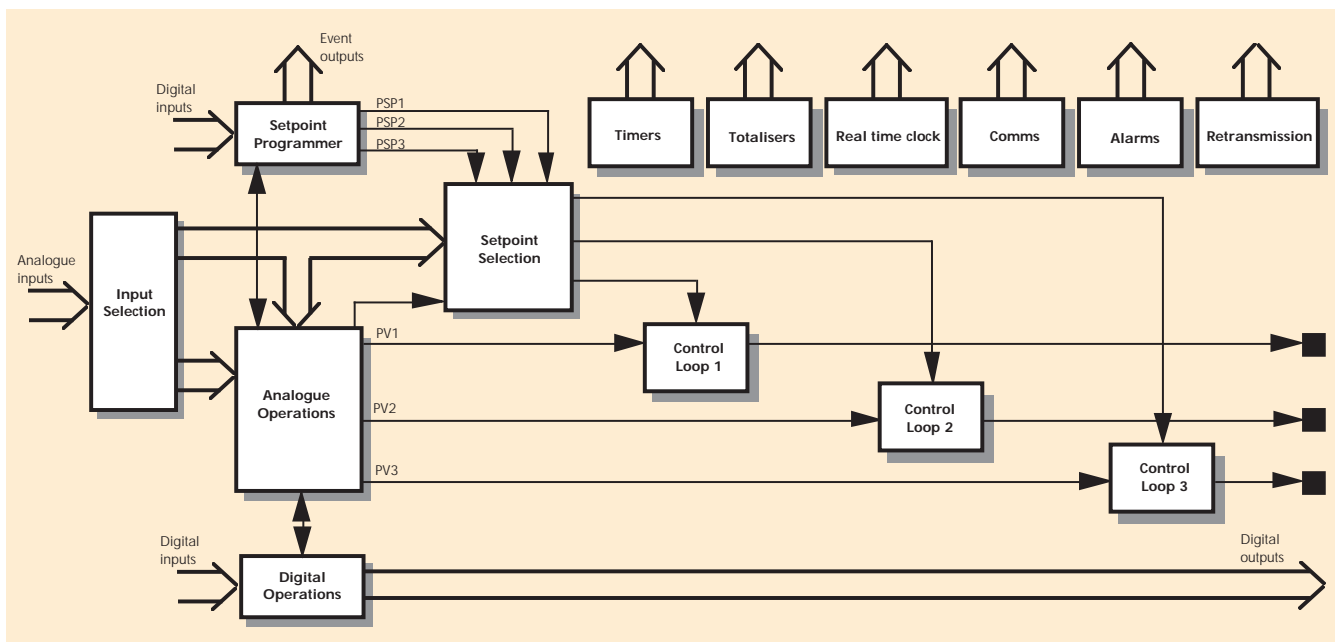 Event
outputs
Digital
inputs
Setpoint
Programmer
PSP1
PSP2
PSP3
Timers
Totalisers
Real time clock
Comms
Alarms
Retransmission
Analogue
inputs
Input
Selection
Setpoint
Selection
Analogue
Operations
PV1
PV2
PV3
Control
Loop 1
Control
Loop 2
Control
Loop 3
Digital
inputs
Digital
Operations
Digital
outputs